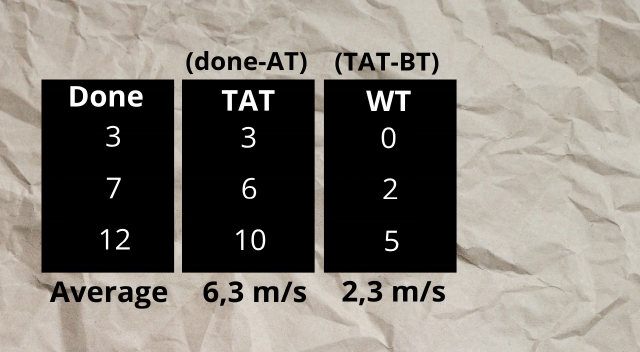 (done-AT) (TAT-BT)
Done TAT WT
3 3 0
7 6 2
12 10 5
Average 6,3 m/s 2,3 m/s